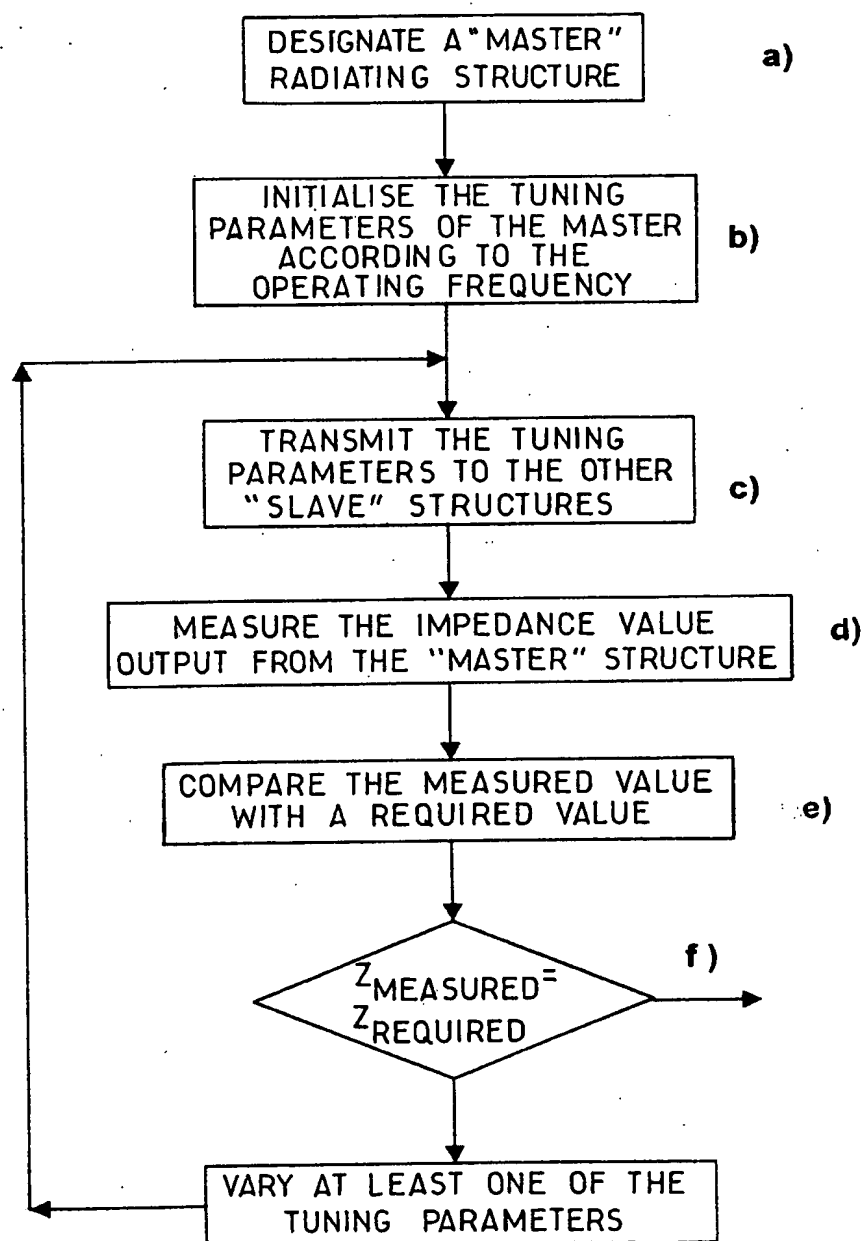 DESIGNATE A "MASTER"
RADIATING STRUCTURE
a)
INITIALISE THE TUNING
PARAMETERS OF THE MASTER
ACCORDING TO THE
OPERATING FREQUENCY
b)
TRANSMIT THE TUNING
PARAMETERS TO THE OTHER
"SLAVE" STRUCTURES
c)
MEASURE THE IMPEDANCE VALUE
OUTPUT FROM THE "MASTER" STRUCTURE
d)
COMPARE THE MEASURED VALUE
WITH A REQUIRED VALUE
e)
Z MEASURED =
Z REQUIRED
f)
VARY AT LEAST ONE OF THE
TUNING PARAMETERS